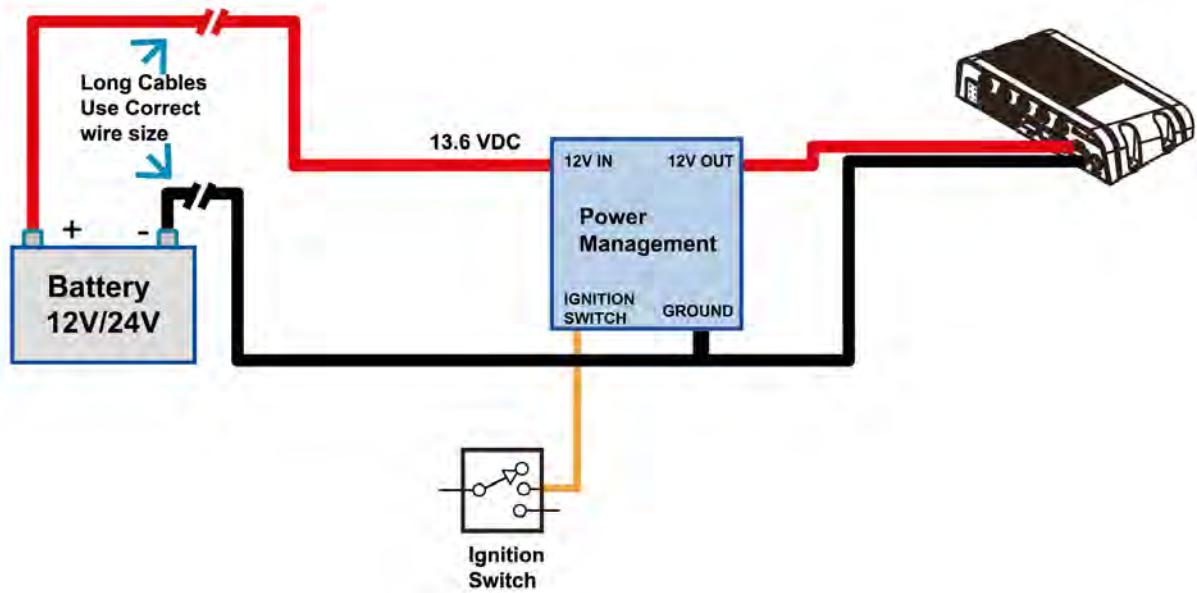 Long Cables
Use Correct
wire size
13.6 VDC
12V IN
12V OUT
Power
Management
IGNITION
SWITCH
GROUND
+
-
Battery
12V/24V
Ignition
Switch